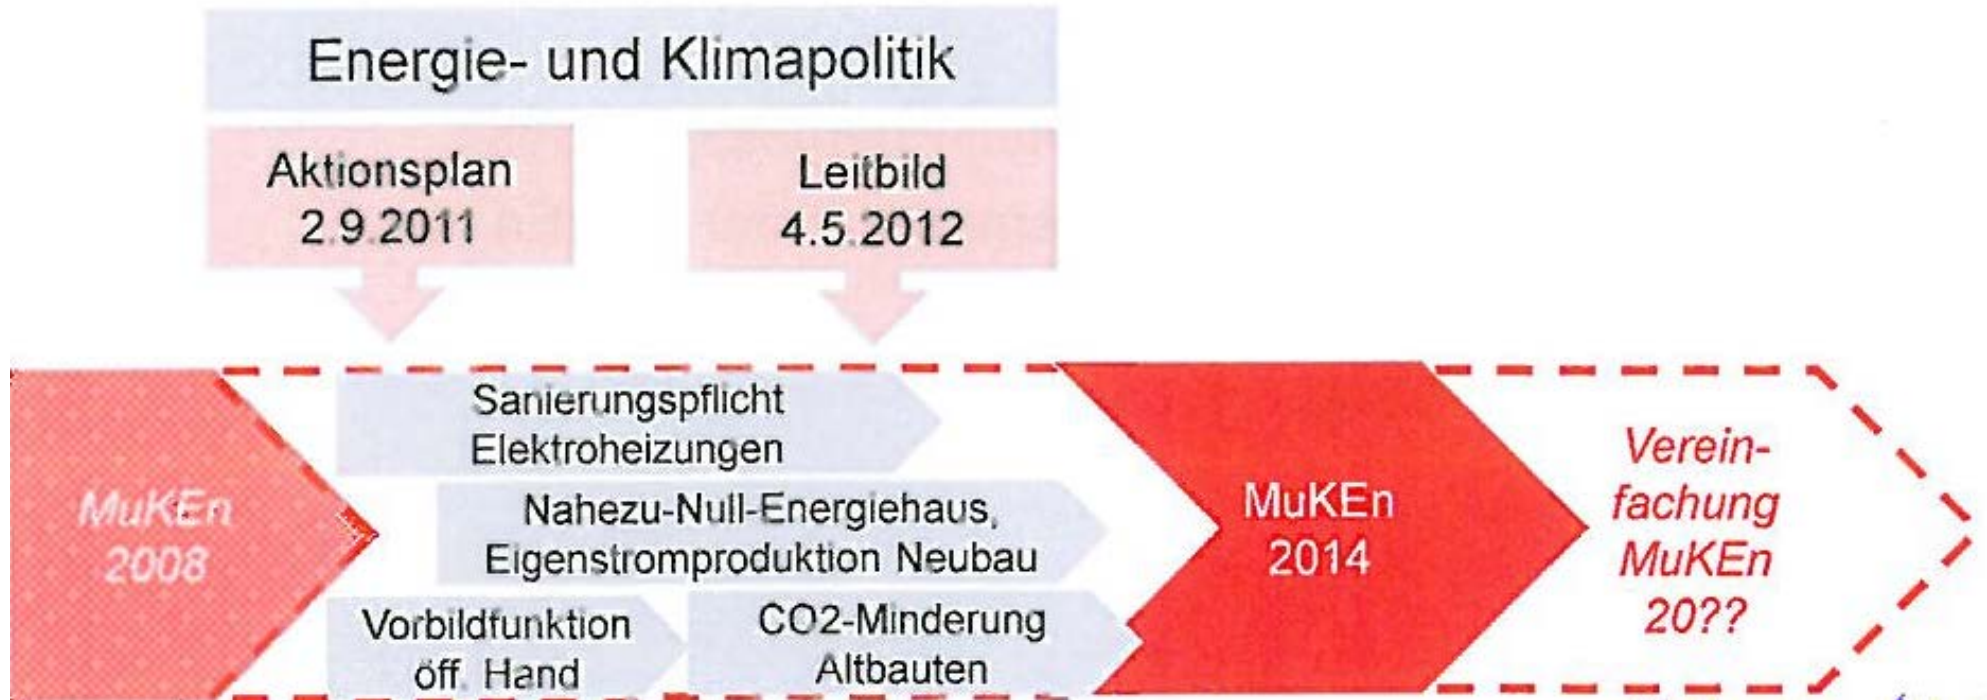 Energie- und Klimapolitik
Aktionsplan
2.9.2011
Leitbild
4.5.2012
MuKEn
2008
Sanierungspflicht
Elektroheizungen
Nahezu-Null-Energiehaus,
Eigenstromproduktion Neubau
Vorbildfunktion
öff. Hand
CO2-Minderung
Altbauten
MuKEn
2014
Verein-
fachung
MuKEn
20??